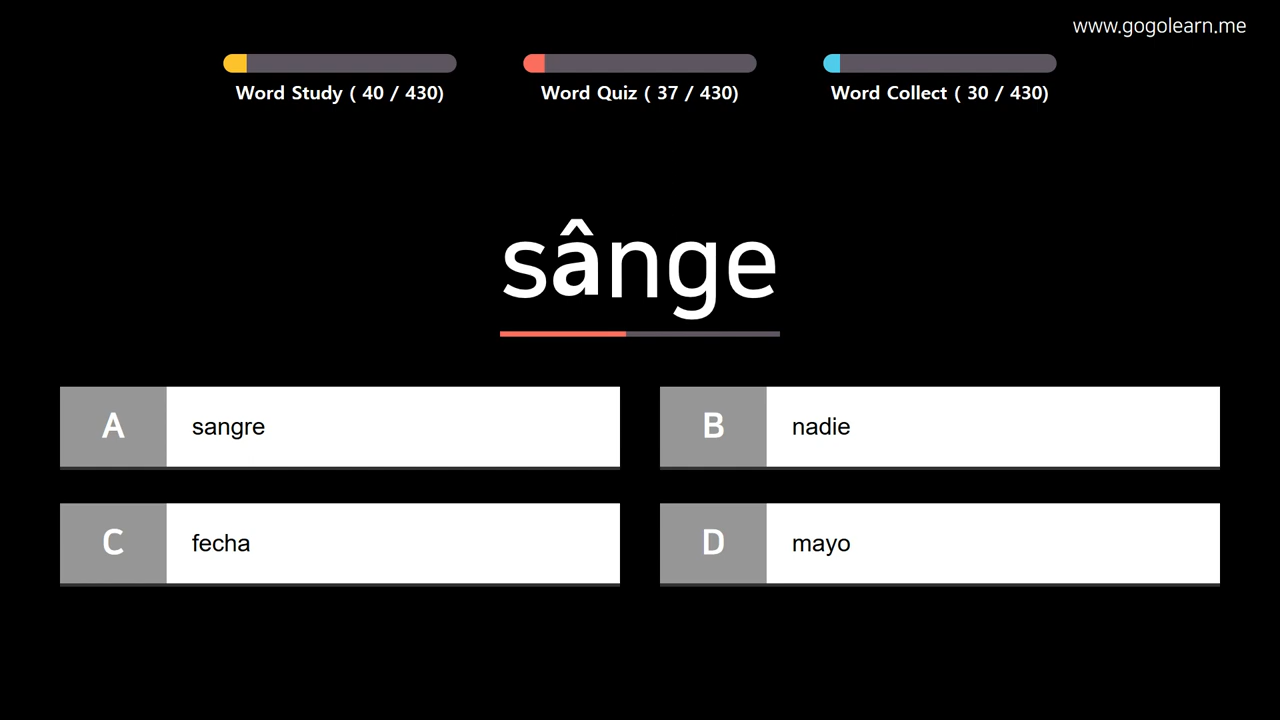 www.gogolearn.me
Word Study ( 40 / 430)
Word Quiz ( 37 / 430)
Word Collect ( 30 / 430)
sânge
A
sangre
B
nadie
C
fecha
D
mayo